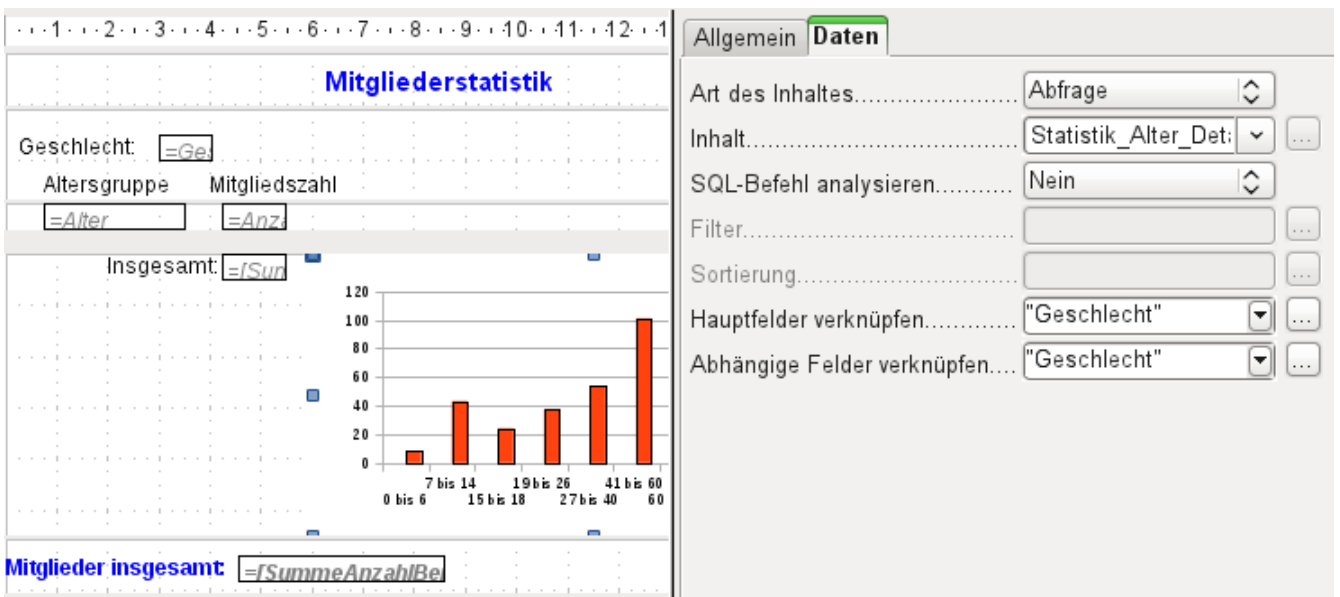 · · · 1 · · · 2 · · · 3 · · · 4 · · · 5 · · · 6 · · · 7 · · · 8 · · · 9 · · ·10· · ·11· · ·12· · ·1
Mitgliederstatistik
Geschlecht: =Ges
Altersgruppe Mitgliedszahl
=Alter =Anza
Insgesamt: =[Sum
120
100
80
60
40
20
0
7 bis 14 19 bis 26 41 bis 60
0 bis 6 15 bis 18 27 bis 40 60
Mitglieder insgesamt: =[SummeAnzahlBe
Allgemein Daten
Art des Inhaltes....................... Abfrage
Inhalt.................................... Statistik_Alter_Deta ...
SQL-Befehl analysieren........... Nein
Filter..................................... ...
Sortierung.............................. ...
Hauptfelder verknüpfen............. "Geschlecht" ...
Abhängige Felder verknüpfen.... "Geschlecht" ...